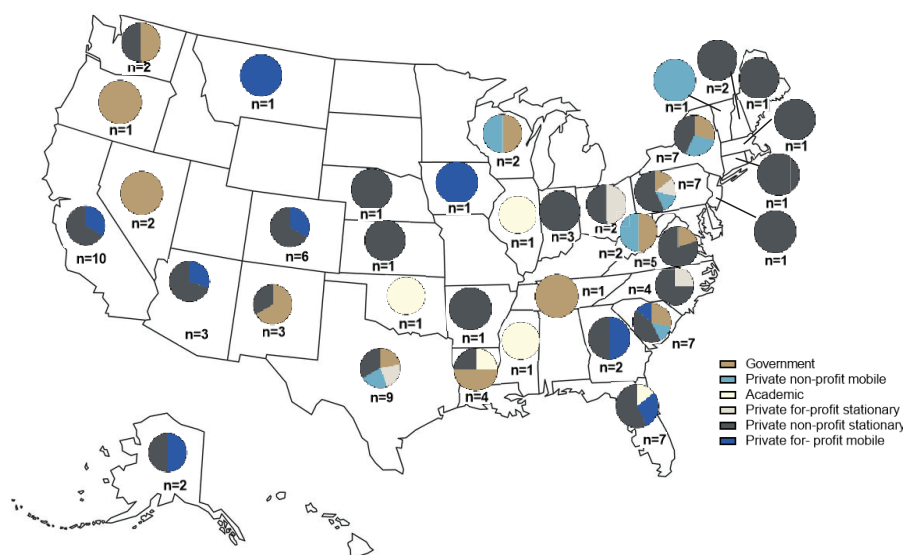 n=2
n=1
n=1
n=2
n=1
n=1
n=2
n=7
n=1
n=1
n=2
n=1
n=1
n=3
n=2
n=7
n=1
n=10
n=6
n=1
n=2
n=5
n=3
n=3
n=1
n=1
n=1
n=4
n=1
n=9
n=4
n=1
n=2
n=7
n=7
n=2
Government
Private non-profit mobile
Academic
Private for-profit stationary
Private non-profit stationary
Private for- profit mobile